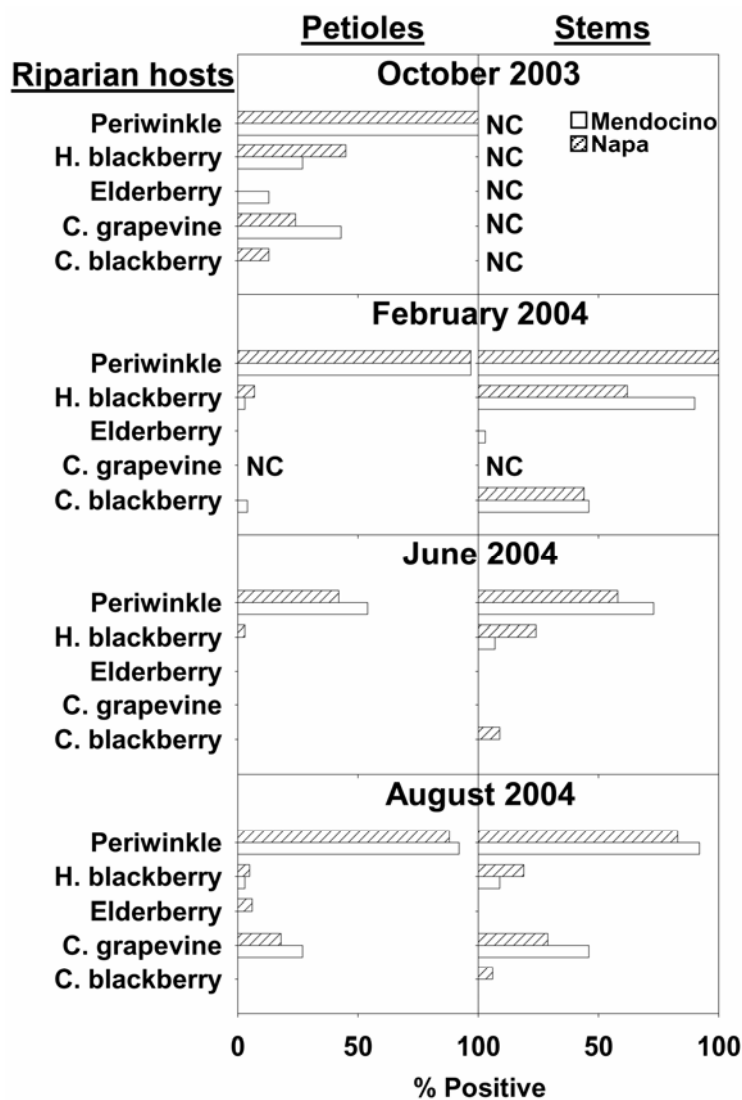 Petioles Stems
Riparian hosts October 2003
Periwinkle NC Mendocino
Napa
H. blackberry NC
Elderberry NC
C. grapevine NC
C. blackberry NC
February 2004
Periwinkle
H. blackberry
Elderberry
C. grapevine NC NC
C. blackberry
June 2004
Periwinkle
H. blackberry
Elderberry
C. grapevine
C. blackberry
August 2004
Periwinkle
H. blackberry
Elderberry
C. grapevine
C. blackberry
0 50 100 50 100
% Positive